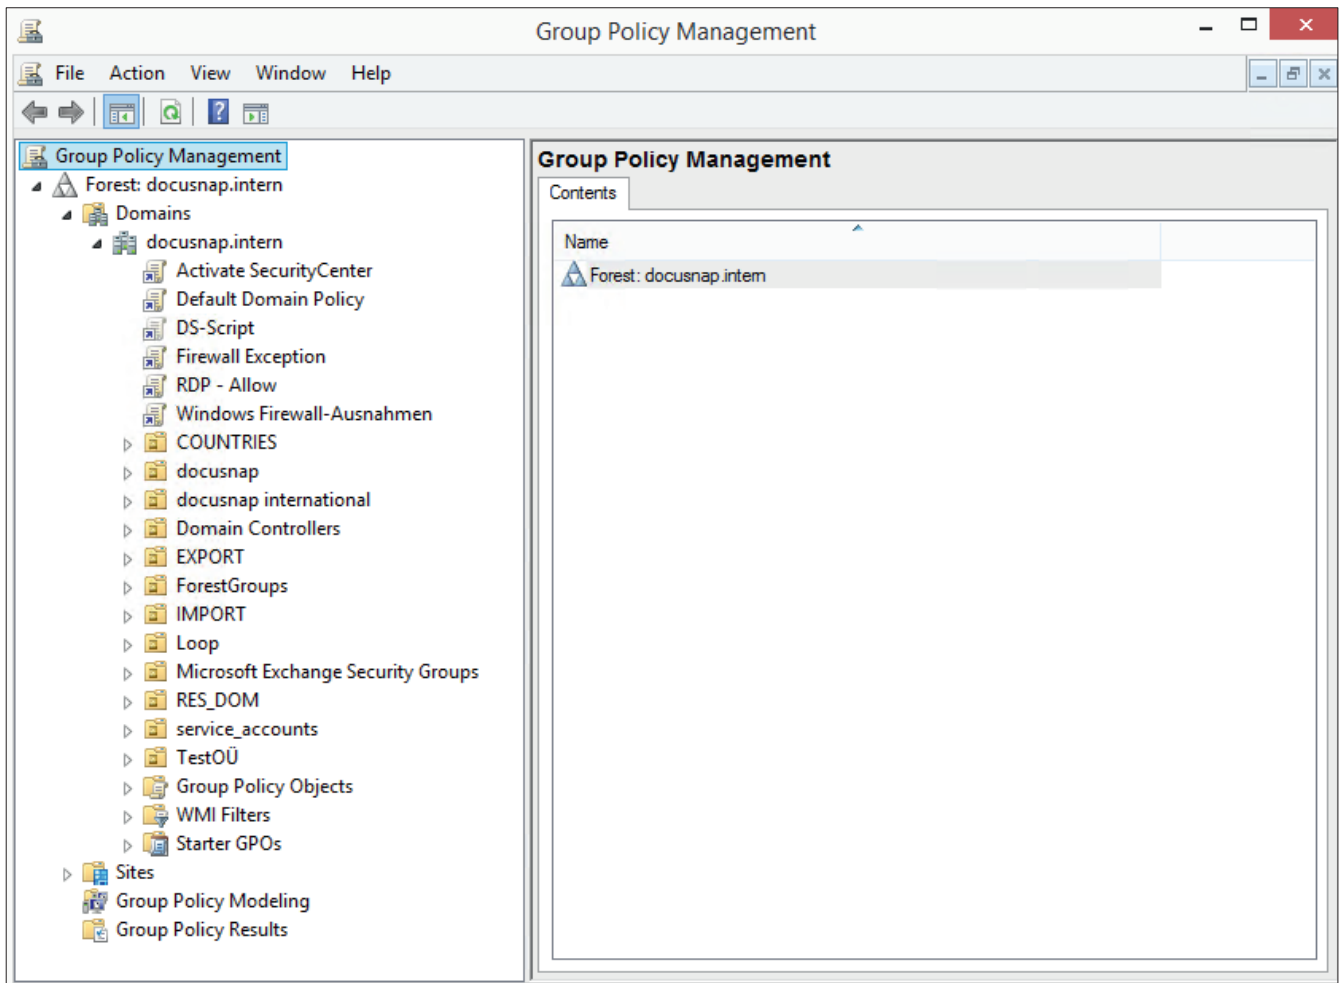 Group Policy Management
File Action View Window Help
Group Policy Management
Forest: docusnap.intern
Domains
docusnap.intern
Activate SecurityCenter
Default Domain Policy
DS-Script
Firewall Exception
RDP - Allow
Windows Firewall-Ausnahmen
COUNTRIES
docusnap
docusnap international
Domain Controllers
EXPORT
ForestGroups
IMPORT
Loop
Microsoft Exchange Security Groups
RES_DOM
service_accounts
TestOÜ
Group Policy Objects
WMI Filters
Starter GPOs
Sites
Group Policy Modeling
Group Policy Results
Group Policy Management
Contents
Name
Forest: docusnap.intern